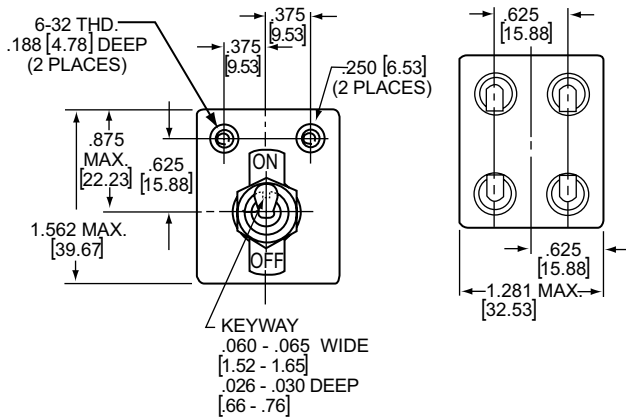 6-32 THD.
.188 [4.78] DEEP
(2 PLACES)
.375
[9.53]
.375
[9.53]
.250 [6.53]
(2 PLACES)
.875
MAX.
[22.23]
.625
[15.88]
1.562 MAX.
[39.67]
ON
OFF
KEYWAY
.060 - .065 WIDE
[1.52 - 1.65]
.026 - .030 DEEP
[.66 - .76]
.625
[15.88]
.625
[15.88]
1.281 MAX.
[32.53]